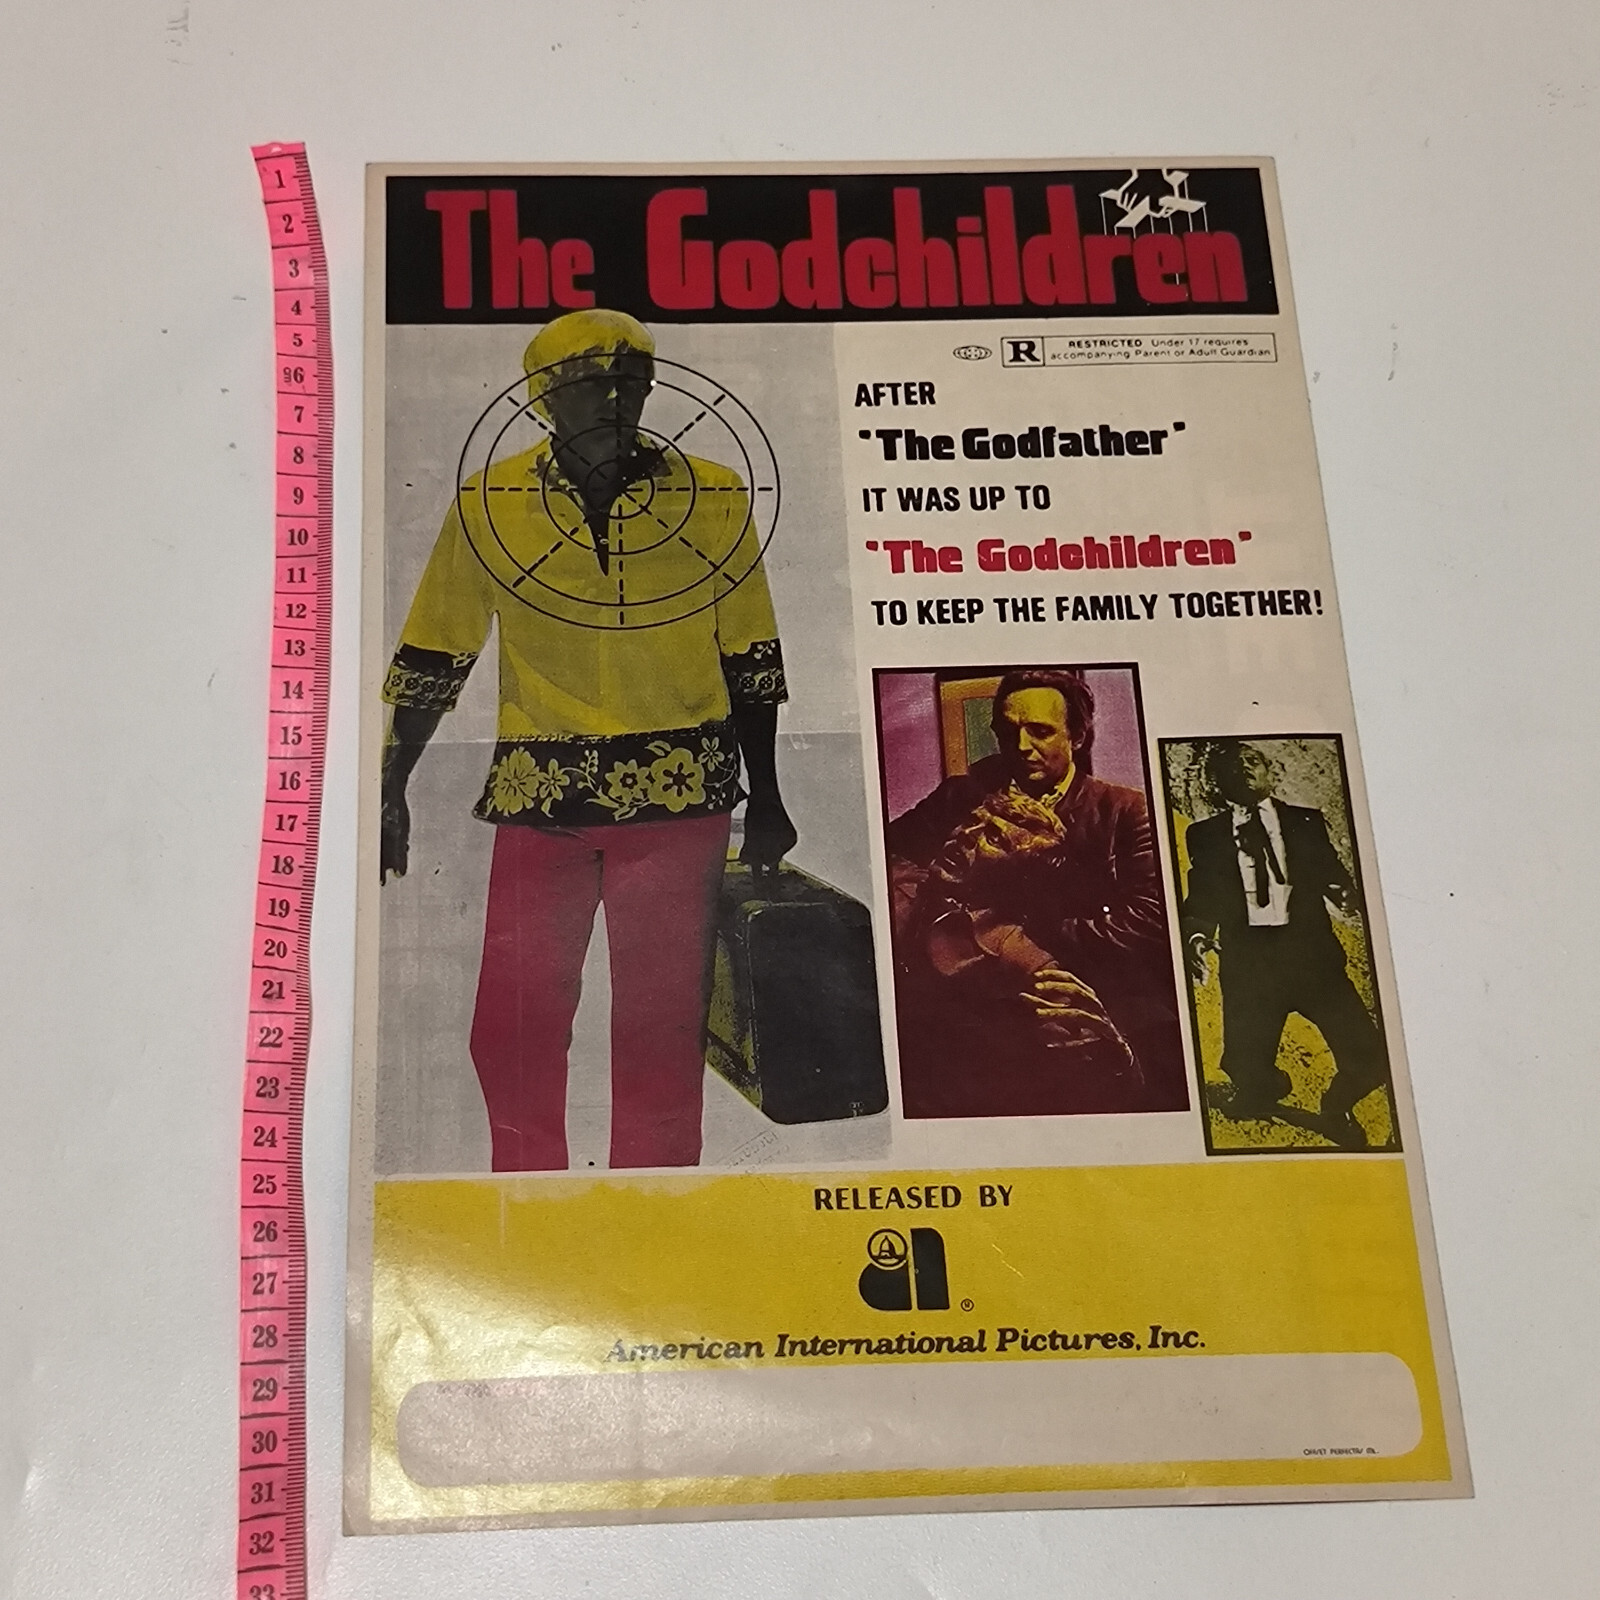 The Godchildren
R
RESTRICTED Under 17 requires
accompanying Parent or Adult Guardian
AFTER
"The Godfather"
IT WAS UP TO
"The Godchildren"
TO KEEP THE FAMILY TOGETHER!
RELEASED BY
A
a
®
American International Pictures, Inc.
1
2
3
4
5
6
7
8
9
10
11
12
13
14
15
16
17
18
19
20
21
22
23
24
25
26
27
28
29
30
31
32
33